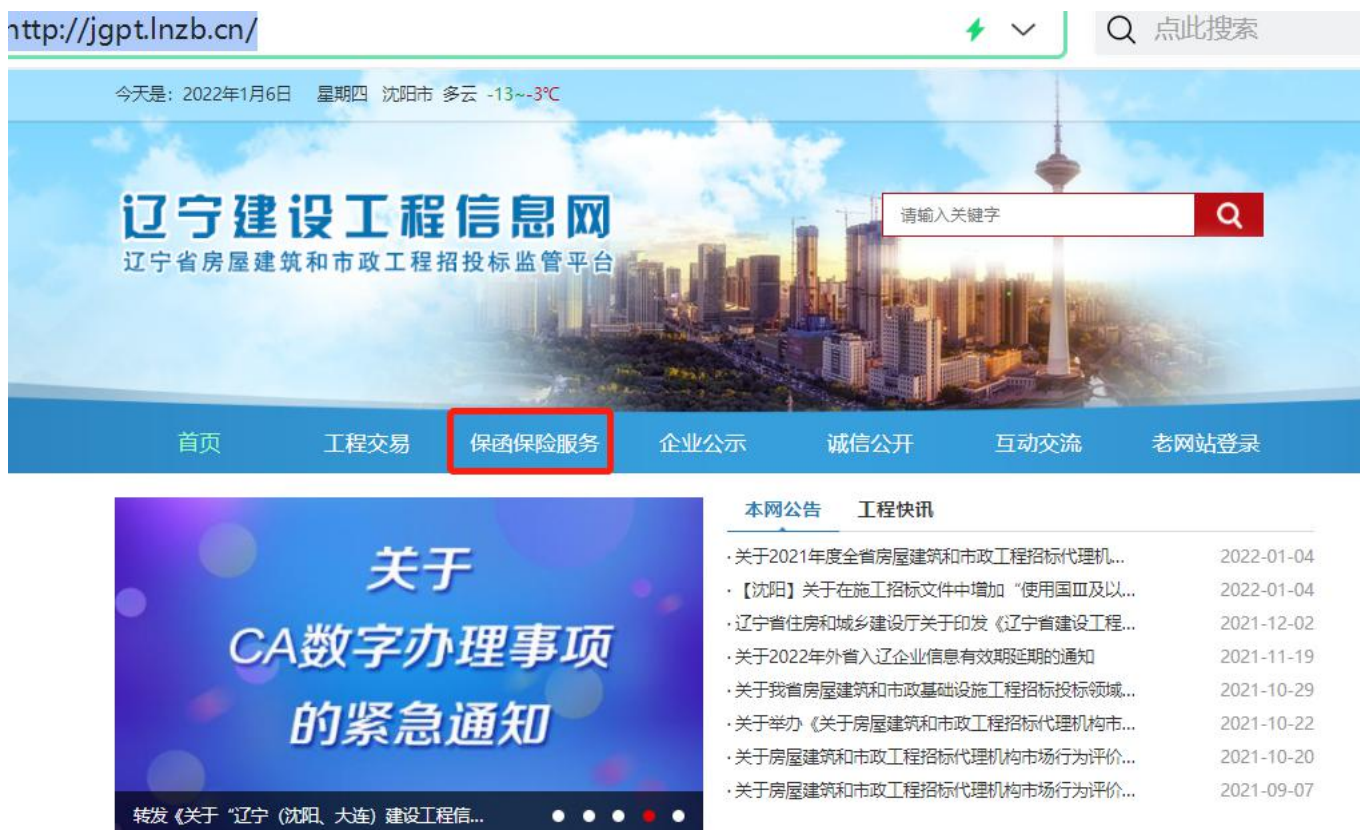 http://jgpt.lnzb.cn/
点此搜索
今天是：2022年1月6日 星期四 沈阳市 多云 -13~-3℃
辽宁建设工程信息网
请输入关键字
辽宁省房屋建筑和市政工程招投标监管平台
首页 工程交易 保函保险服务 企业公示 诚信公开 互动交流 老网站登录
关于
CA数字办理事项
的紧急通知
转发《关于“辽宁（沈阳、大连）建设工程信...
本网公告 工程快讯
·关于2021年度全省房屋建筑和市政工程招标代理机... 2022-01-04
·【沈阳】关于在施工招标文件中增加“使用国Ⅲ及以... 2022-01-04
·辽宁省住房和城乡建设厅关于印发《辽宁省建设工程... 2021-12-02
·关于2022年外省入辽企业信息有效期延期的通知 2021-11-19
·关于我省房屋建筑和市政基础设施工程招标投标领域... 2021-10-29
·关于举办《关于房屋建筑和市政工程招标代理机构市... 2021-10-22
·关于房屋建筑和市政工程招标代理机构市场行为评价... 2021-10-20
·关于房屋建筑和市政工程招标代理机构市场行为评价... 2021-09-07